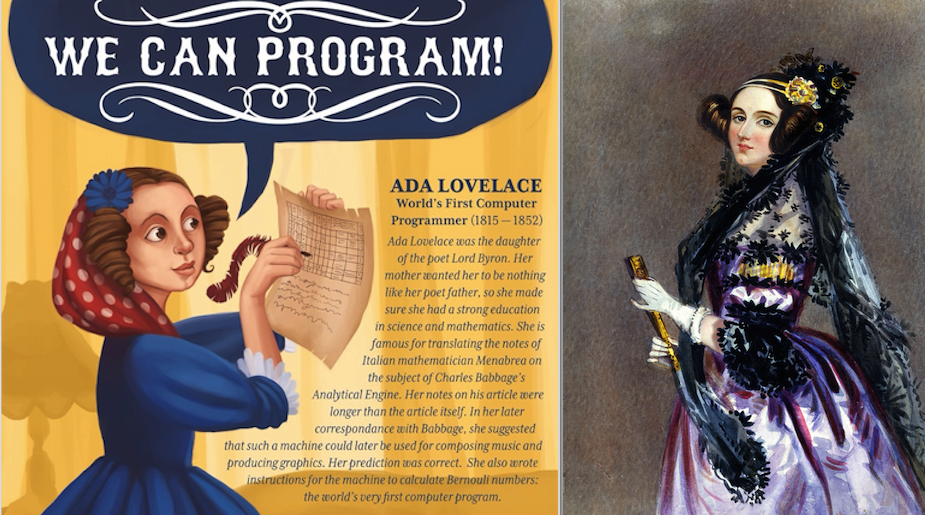 WE CAN PROGRAM!
ADA LOVELACE
World's First Computer
Programmer (1815 — 1852)
Ada Lovelace was the daughter
of the poet Lord Byron. Her
mother wanted her to be nothing
like her poet father, so she made
sure she had a strong education
in science and mathematics. She is
famous for translating the notes of
Italian mathematician Menabrea on
the subject of Charles Babbage's
Analytical Engine. Her notes on his article were
longer than the article itself. In her later
correspondance with Babbage, she suggested
that such a machine could later be used for composing music and
producing graphics. Her prediction was correct. She also wrote
instructions for the machine to calculate Bernouli numbers:
the world's very first computer program.